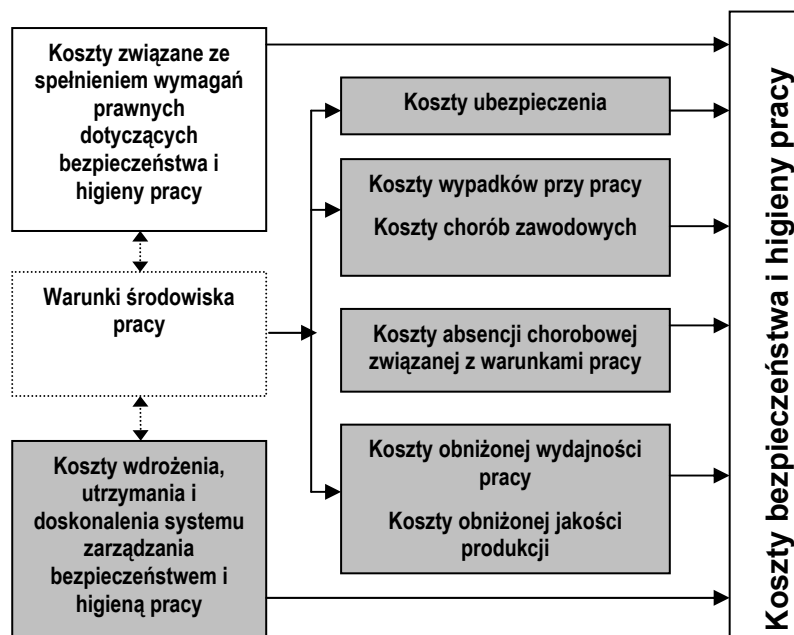 Koszty związane ze
spełnieniem wymagań
prawnych
dotyczących
bezpieczeństwa i
higieny pracy
Warunki środowiska
pracy
Koszty wdrożenia,
utrzymania i
doskonalenia systemu
zarządzania
bezpieczeństwem i
higieną pracy
Koszty ubezpieczenia
Koszty wypadków przy pracy
Koszty chorób zawodowych
Koszty absencji chorobowej
związanej z warunkami pracy
Koszty obniżonej wydajności
pracy
Koszty obniżonej jakości
produkcji
Koszty bezpieczeństwa i higieny pracy